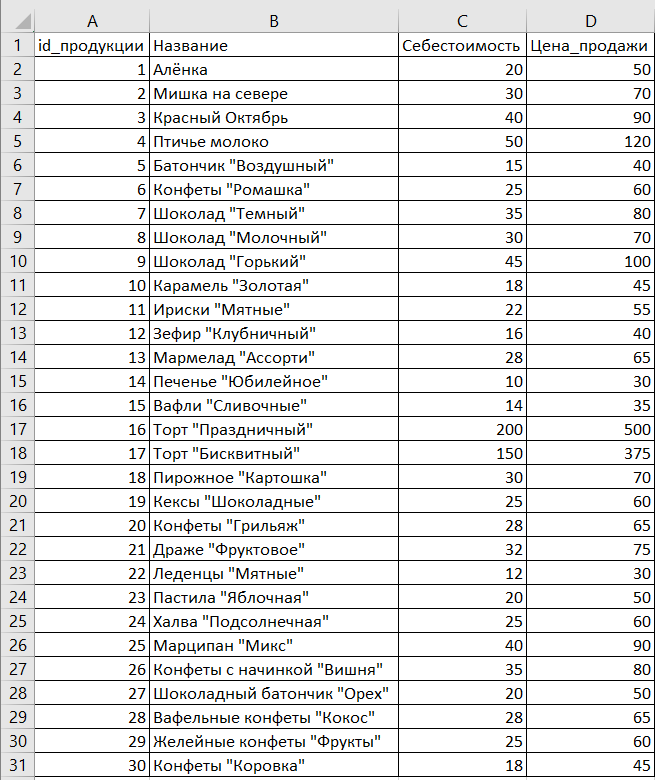 A B C D
1 id_продукции Название Себестоимость Цена_продажи
2 1 Алёнка 20 50
3 2 Мишка на севере 30 70
4 3 Красный Октябрь 40 90
5 4 Птичье молоко 50 120
6 5 Батончик "Воздушный" 15 40
7 6 Конфеты "Ромашка" 25 60
8 7 Шоколад "Темный" 35 80
9 8 Шоколад "Молочный" 30 70
10 9 Шоколад "Горький" 45 100
11 10 Карамель "Золотая" 18 45
12 11 Ириски "Мятные" 22 55
13 12 Зефир "Клубничный" 16 40
14 13 Мармелад "Ассорти" 28 65
15 14 Печенье "Юбилейное" 10 30
16 15 Вафли "Сливочные" 14 35
17 16 Торт "Праздничный" 200 500
18 17 Торт "Бисквитный" 150 375
19 18 Пирожное "Картошка" 30 70
20 19 Кексы "Шоколадные" 25 60
21 20 Конфеты "Грильяж" 28 65
22 21 Драже "Фруктовое" 32 75
23 22 Леденцы "Мятные" 12 30
24 23 Пастила "Яблочная" 20 50
25 24 Халва "Подсолнечная" 25 60
26 25 Марципан "Микс" 40 90
27 26 Конфеты с начинкой "Вишня" 35 80
28 27 Шоколадный батончик "Орех" 20 50
29 28 Вафельные конфеты "Кокос" 28 65
30 29 Желейные конфеты "Фрукты" 25 60
31 30 Конфеты "Коровка" 18 45